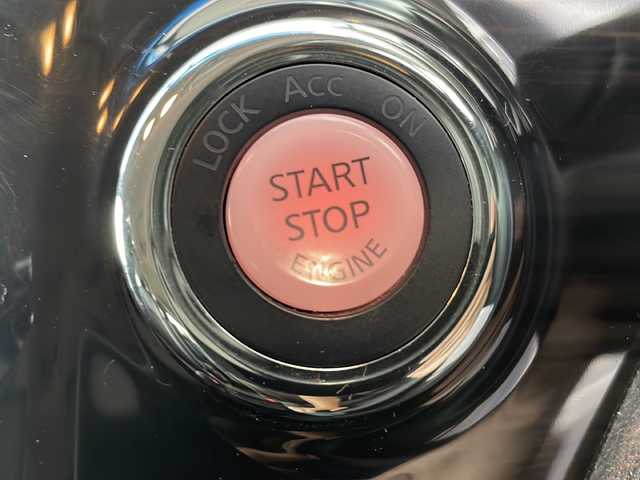 LOCK ACC ON
START
STOP
ENGINE